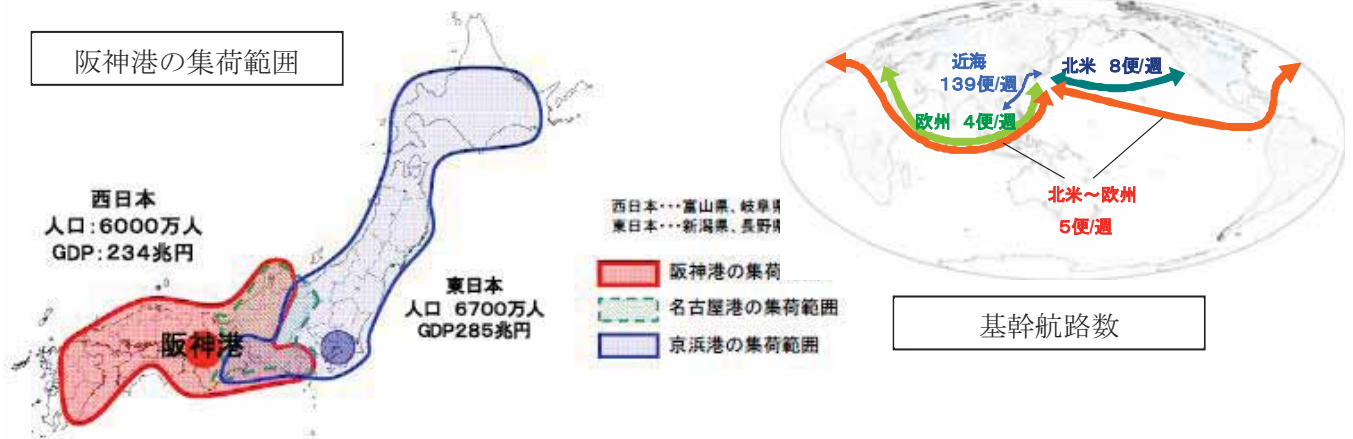 阪神港の集荷範囲
西日本
人口:6000万人
GDP:234兆円
阪神港
東日本
人口 6700万人
GDP285兆円
西日本・・・富山県、岐阜県
東日本・・・新潟県、長野県
阪神港の集荷
名古屋港の集荷範囲
京浜港の集荷範囲
近海
139便/週
北米 8便/週
欧州 4便/週
北米～欧州
5便/週
基幹航路数